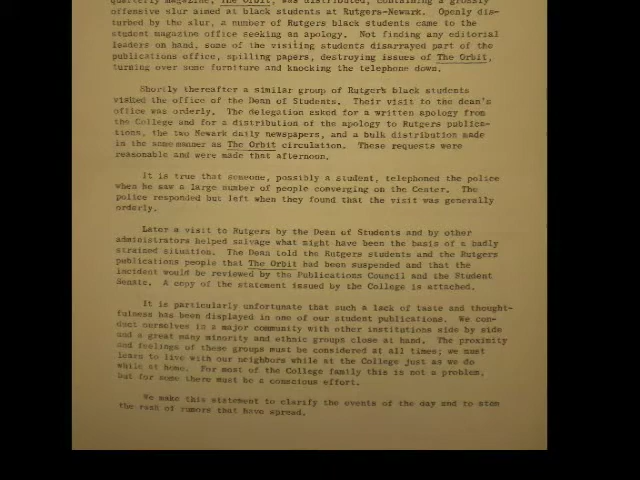 quarterly magazine, The Orbit, was distributed, containing a grossly
offensive slur aimed at black students at Rutgers-Newark. Openly dis-
turbed by the slur, a number of Rutgers black students came to the
student magazine office seeking an apology. Not finding any editorial
leaders on hand, some of the visiting students disarrayed part of the
publications office, spilling papers, destroying issues of The Orbit,
turning over some furniture and knocking the telephone down.
Shortly thereafter a similar group of Rutgers black students
visited the office of the Dean of Students. Their visit to the dean's
office was orderly. The delegation asked for a written apology from
the College and for a distribution of the apology to Rutgers publica-
tions, the two Newark daily newspapers, and a bulk distribution made
in the same manner as The Orbit circulation. These requests were
reasonable and were made that afternoon.
It is true that someone, possibly a student, telephoned the police
when he saw a large number of people converging on the Center. The
police responded but left when they found that the visit was generally
orderly.
Later a visit to Rutgers by the Dean of Students and by other
administrators helped salvage what might have been the basis of a badly
strained situation. The Dean told the Rutgers students and the Rutgers
publications people that The Orbit had been suspended and that the
incident would be reviewed by the Publications Council and the Student
Senate. A copy of the statement issued by the College is attached.
It is particularly unfortunate that such a lack of taste and thought-
fulness has been displayed in one of our student publications. We con-
duct ourselves in a major community with other institutions side by side
and a great many minority and ethnic groups close at hand. The proximity
and feelings of these groups must be considered at all times; we must
learn to live with our neighbors while at the College just as we do
while at home. For most of the College family this is not a problem,
but for some there must be a conscious effort.
We make this statement to clarify the events of the day and to stem
the rash of rumors that have spread.